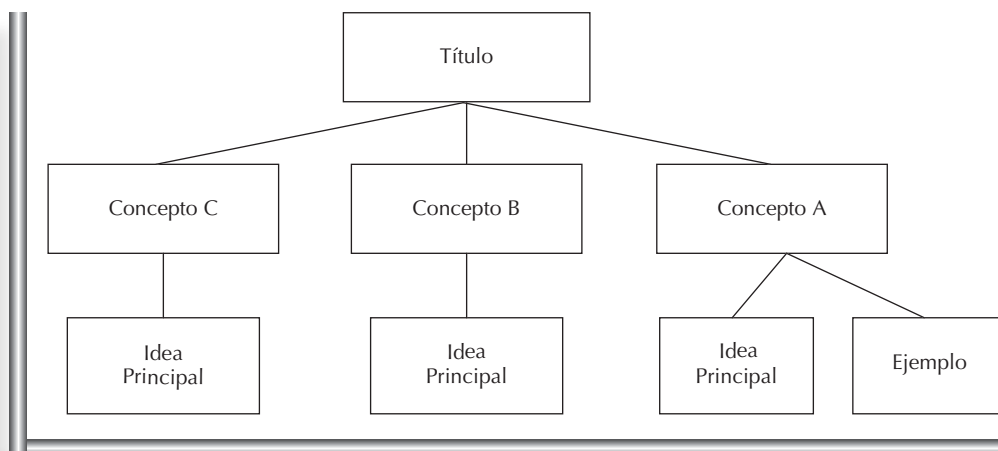 Título
Concepto C
Concepto B
Concepto A
Idea
Principal
Idea
Principal
Idea
Principal
Ejemplo